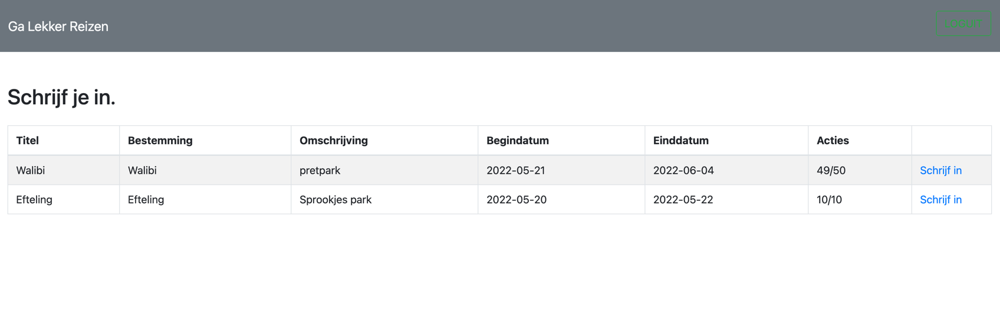 Ga Lekker Reizen
LOGUIT
Schrijf je in.
Titel Bestemming Omschrijving Begindatum Einddatum Acties
Walibi Walibi pretpark 2022-05-21 2022-06-04 49/50 Schrijf in
Efteling Efteling Sprookjes park 2022-05-20 2022-05-22 10/10 Schrijf in